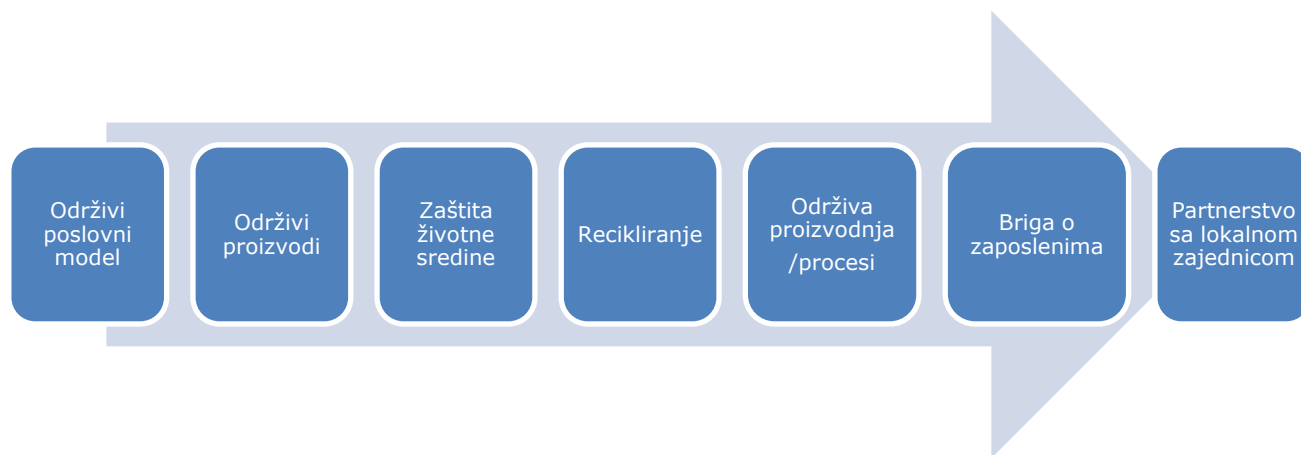 Održivi
poslovni
model
Održivi
proizvodi
Zaštita
životne
sredine
Recikliranje
Održiva
proizvodnja
/procesi
Briga o
zaposlenima
Partnerstvo
sa lokalnom
zajednicom